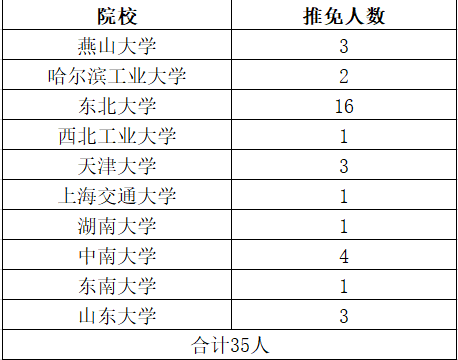 院校 推免人数
燕山大学 3
哈尔滨工业大学 2
东北大学 16
西北工业大学 1
天津大学 3
上海交通大学 1
湖南大学 1
中南大学 4
东南大学 1
山东大学 3
合计35人